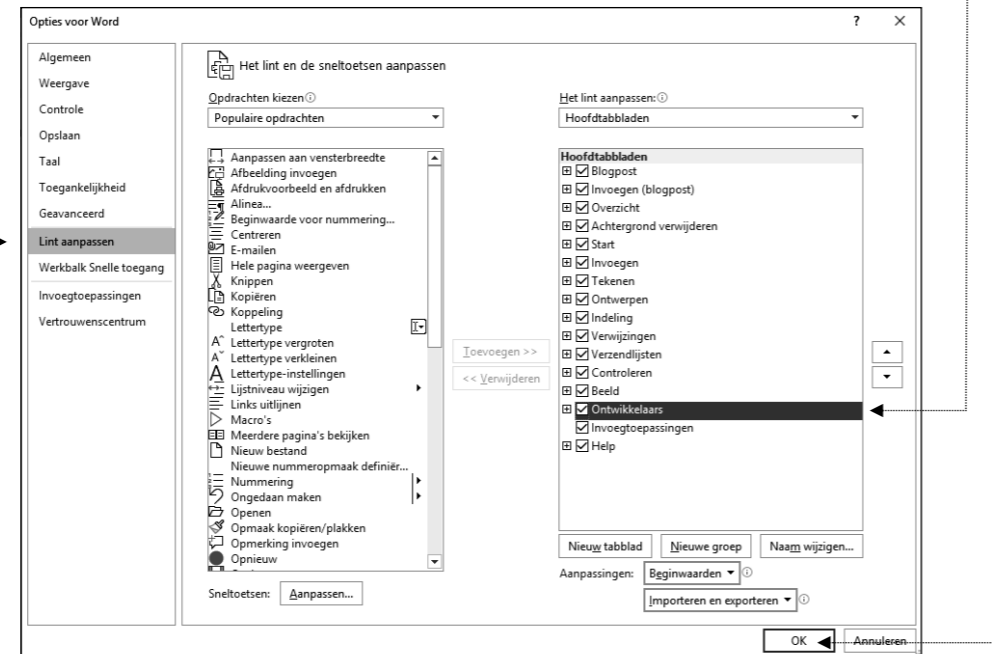 Opties voor Word
?
Algemeen
Weergave
Controle
Opslaan
Taal
Toegankelijkheid
Geavanceerd
Lint aanpassen
Werkbalk Snelle toegang
Invoegtoepassingen
Vertrouwenscentrum
Het lint en de sneltoetsen aanpassen
Opdrachten kiezen
Populaire opdrachten
Aanpassen aan vensterbreedte
Afbeelding invoegen
Afdrukvoorbeeld en afdrukken
Alinea...
Beginwaarde voor nummering...
Centreren
E-mailen
Hele pagina weergeven
Knippen
Kopiëren
Koppeling
Lettertype
Lettertype vergroten
Lettertype verkleinen
Lettertype-instellingen
Lijstniveau wijzigen
Links uitlijnen
Macro's
Meerdere pagina's bekijken
Nieuw bestand
Nieuwe nummeropmaak definiër...
Nummering
Ongedaan maken
Openen
Opmaak kopiëren/plakken
Opmerking invoegen
Opnieuw
Sneltoetsen: Aanpassen...
Toevoegen >>
<< Verwijderen
Het lint aanpassen:
Hoofdtabbladen
Hoofdtabbladen
Blogpost
Invoegen (blogpost)
Overzicht
Achtergrond verwijderen
Start
Invoegen
Tekenen
Ontwerpen
Indeling
Verwijzingen
Verzendlijsten
Controleren
Beeld
Ontwikkelaars
Invoegtoepassingen
Help
Nieuw tabblad Nieuwe groep Naam wijzigen...
Aanpassingen: Beginwaarden
Importeren en exporteren
OK Annuleren